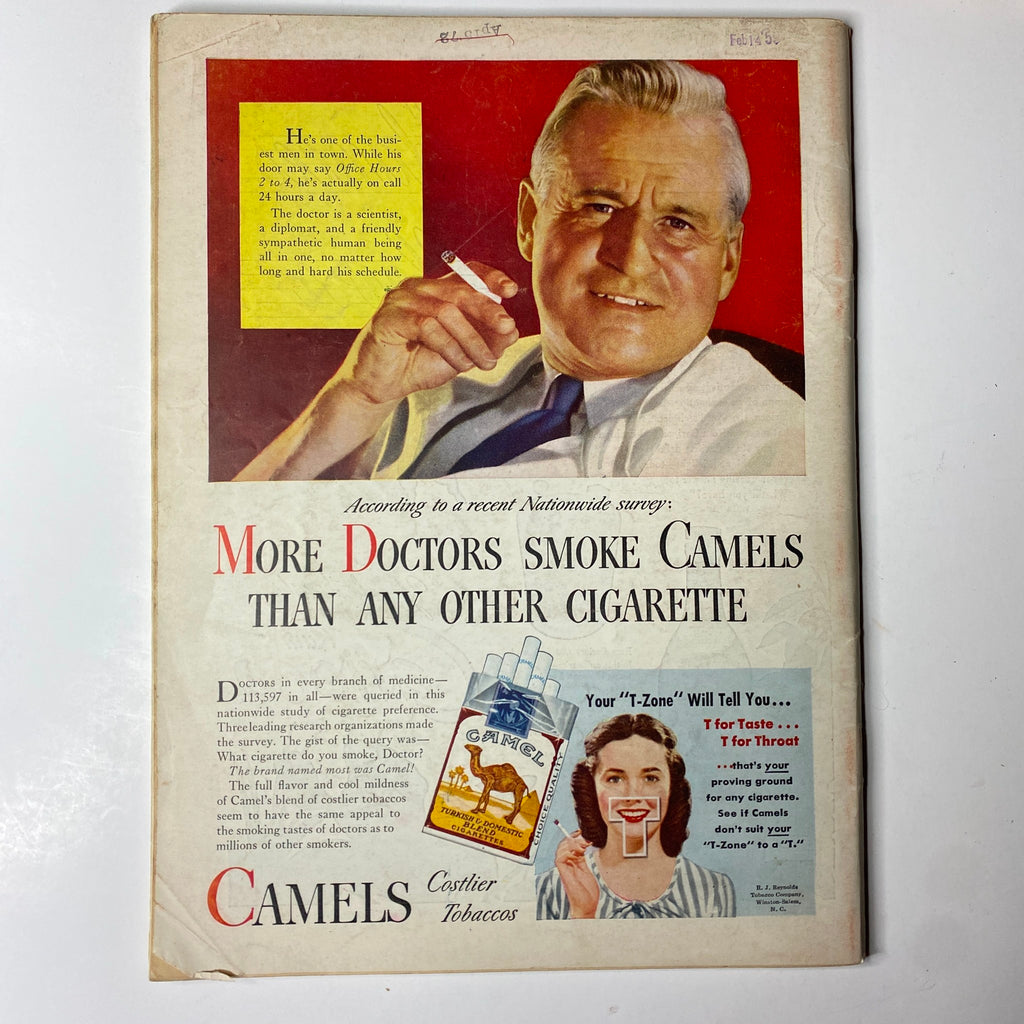 Feb 14 '5
He's one of the busi-
est men in town. While his
door may say Office Hours
2 to 4, he's actually on call
24 hours a day.
The doctor is a scientist,
a diplomat, and a friendly
sympathetic human being
all in one, no matter how
long and hard his schedule.
According to a recent Nationwide survey:
MORE DOCTORS SMOKE CAMELS
THAN ANY OTHER CIGARETTE
DOCTORS in every branch of medicine—
113,597 in all—were queried in this
nationwide study of cigarette preference.
Three leading research organizations made
the survey. The gist of the query was—
What cigarette do you smoke, Doctor?
The brand named most was Camel!
The full flavor and cool mildness
of Camel's blend of costlier tobaccos
seem to have the same appeal to
the smoking tastes of doctors as to
millions of other smokers.
CAMEL
TURKISH & DOMESTIC
BLEND
CIGARETTES
CHOICE QUALITY
Your "T-Zone" Will Tell You...
T for Taste . . .
T for Throat
...that's your
proving ground
for any cigarette.
See if Camels
don't suit your
"T-Zone" to a "T."
T
R. J. Reynolds
Tobacco Company,
Winston-Salem,
N. C.
CAMELS
Costlier
Tobaccos